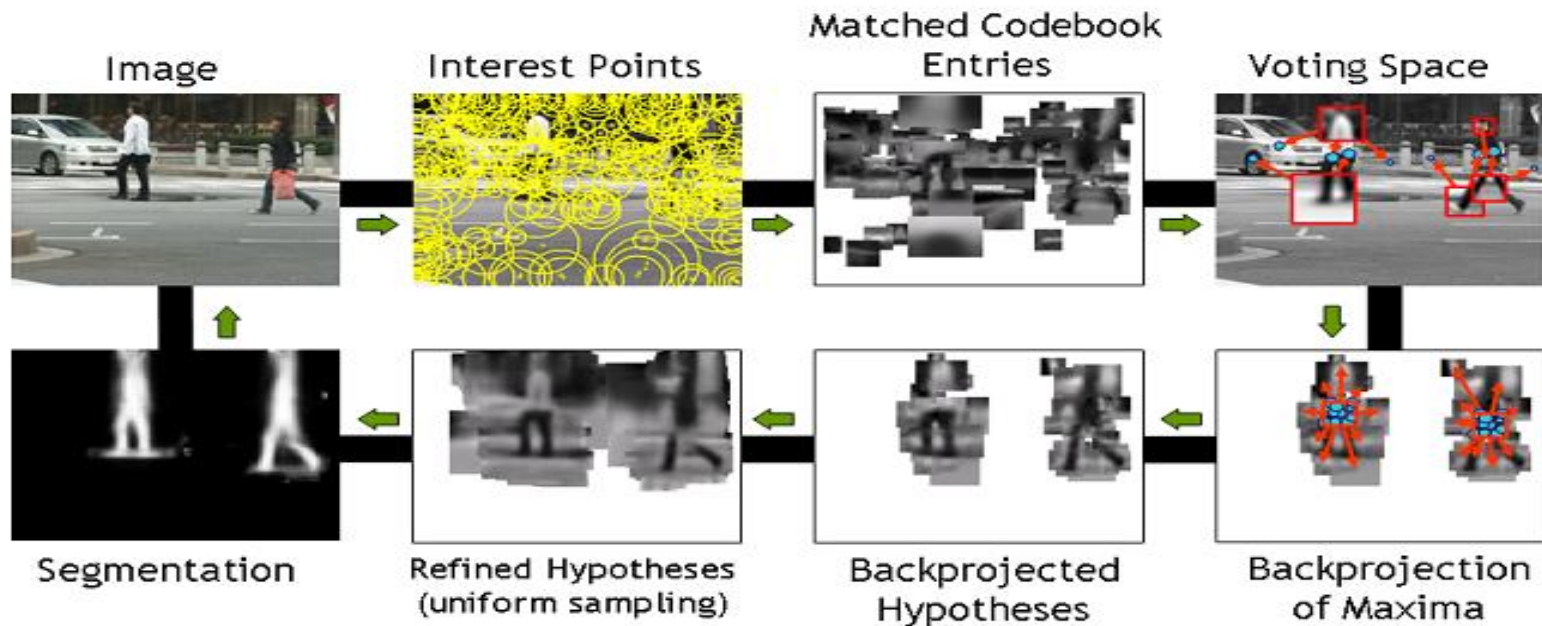 Image
Interest Points
Matched Codebook
Entries
Voting Space
Segmentation
Refined Hypotheses
(uniform sampling)
Backprojected
Hypotheses
Backprojection
of Maxima